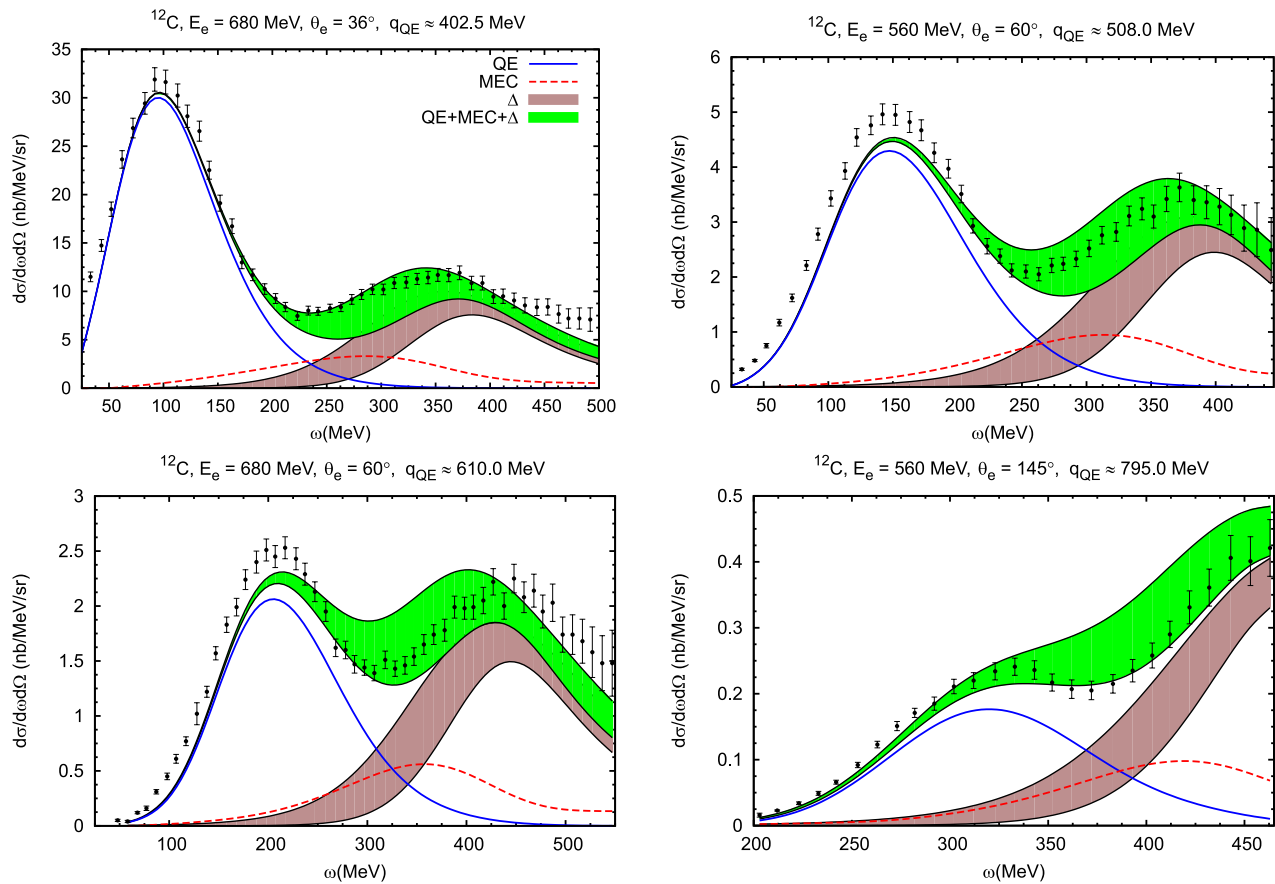 ¹²C, Eₑ = 680 MeV, θₑ = 36°, q_QE ≈ 402.5 MeV
dσ/dωdΩ (nb/MeV/sr)
35
30
25
20
15
10
5
0
QE
MEC
Δ
QE+MEC+Δ
50 100 150 200 250 300 350 400 450 500
ω(MeV)
¹²C, Eₑ = 560 MeV, θₑ = 60°, q_QE ≈ 508.0 MeV
dσ/dωdΩ (nb/MeV/sr)
6
5
4
3
2
1
0
50 100 150 200 250 300 350 400
ω(MeV)
¹²C, Eₑ = 680 MeV, θₑ = 60°, q_QE ≈ 610.0 MeV
dσ/dωdΩ (nb/MeV/sr)
3
2.5
2
1.5
1
0.5
0
100 200 300 400 500
ω(MeV)
¹²C, Eₑ = 560 MeV, θₑ = 145°, q_QE ≈ 795.0 MeV
dσ/dωdΩ (nb/MeV/sr)
0.5
0.4
0.3
0.2
0.1
0
200 250 300 350 400 450
ω(MeV)